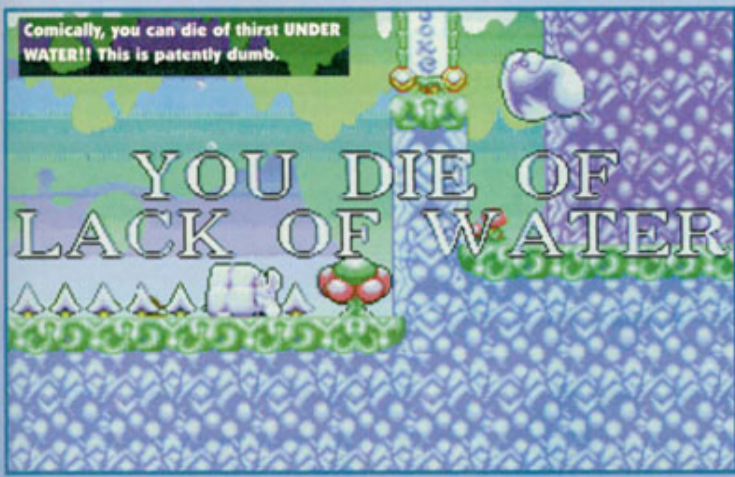 Comically, you can die of thirst UNDER
WATER!! This is patently dumb.
YOU DIE OF
LACK OF WATER